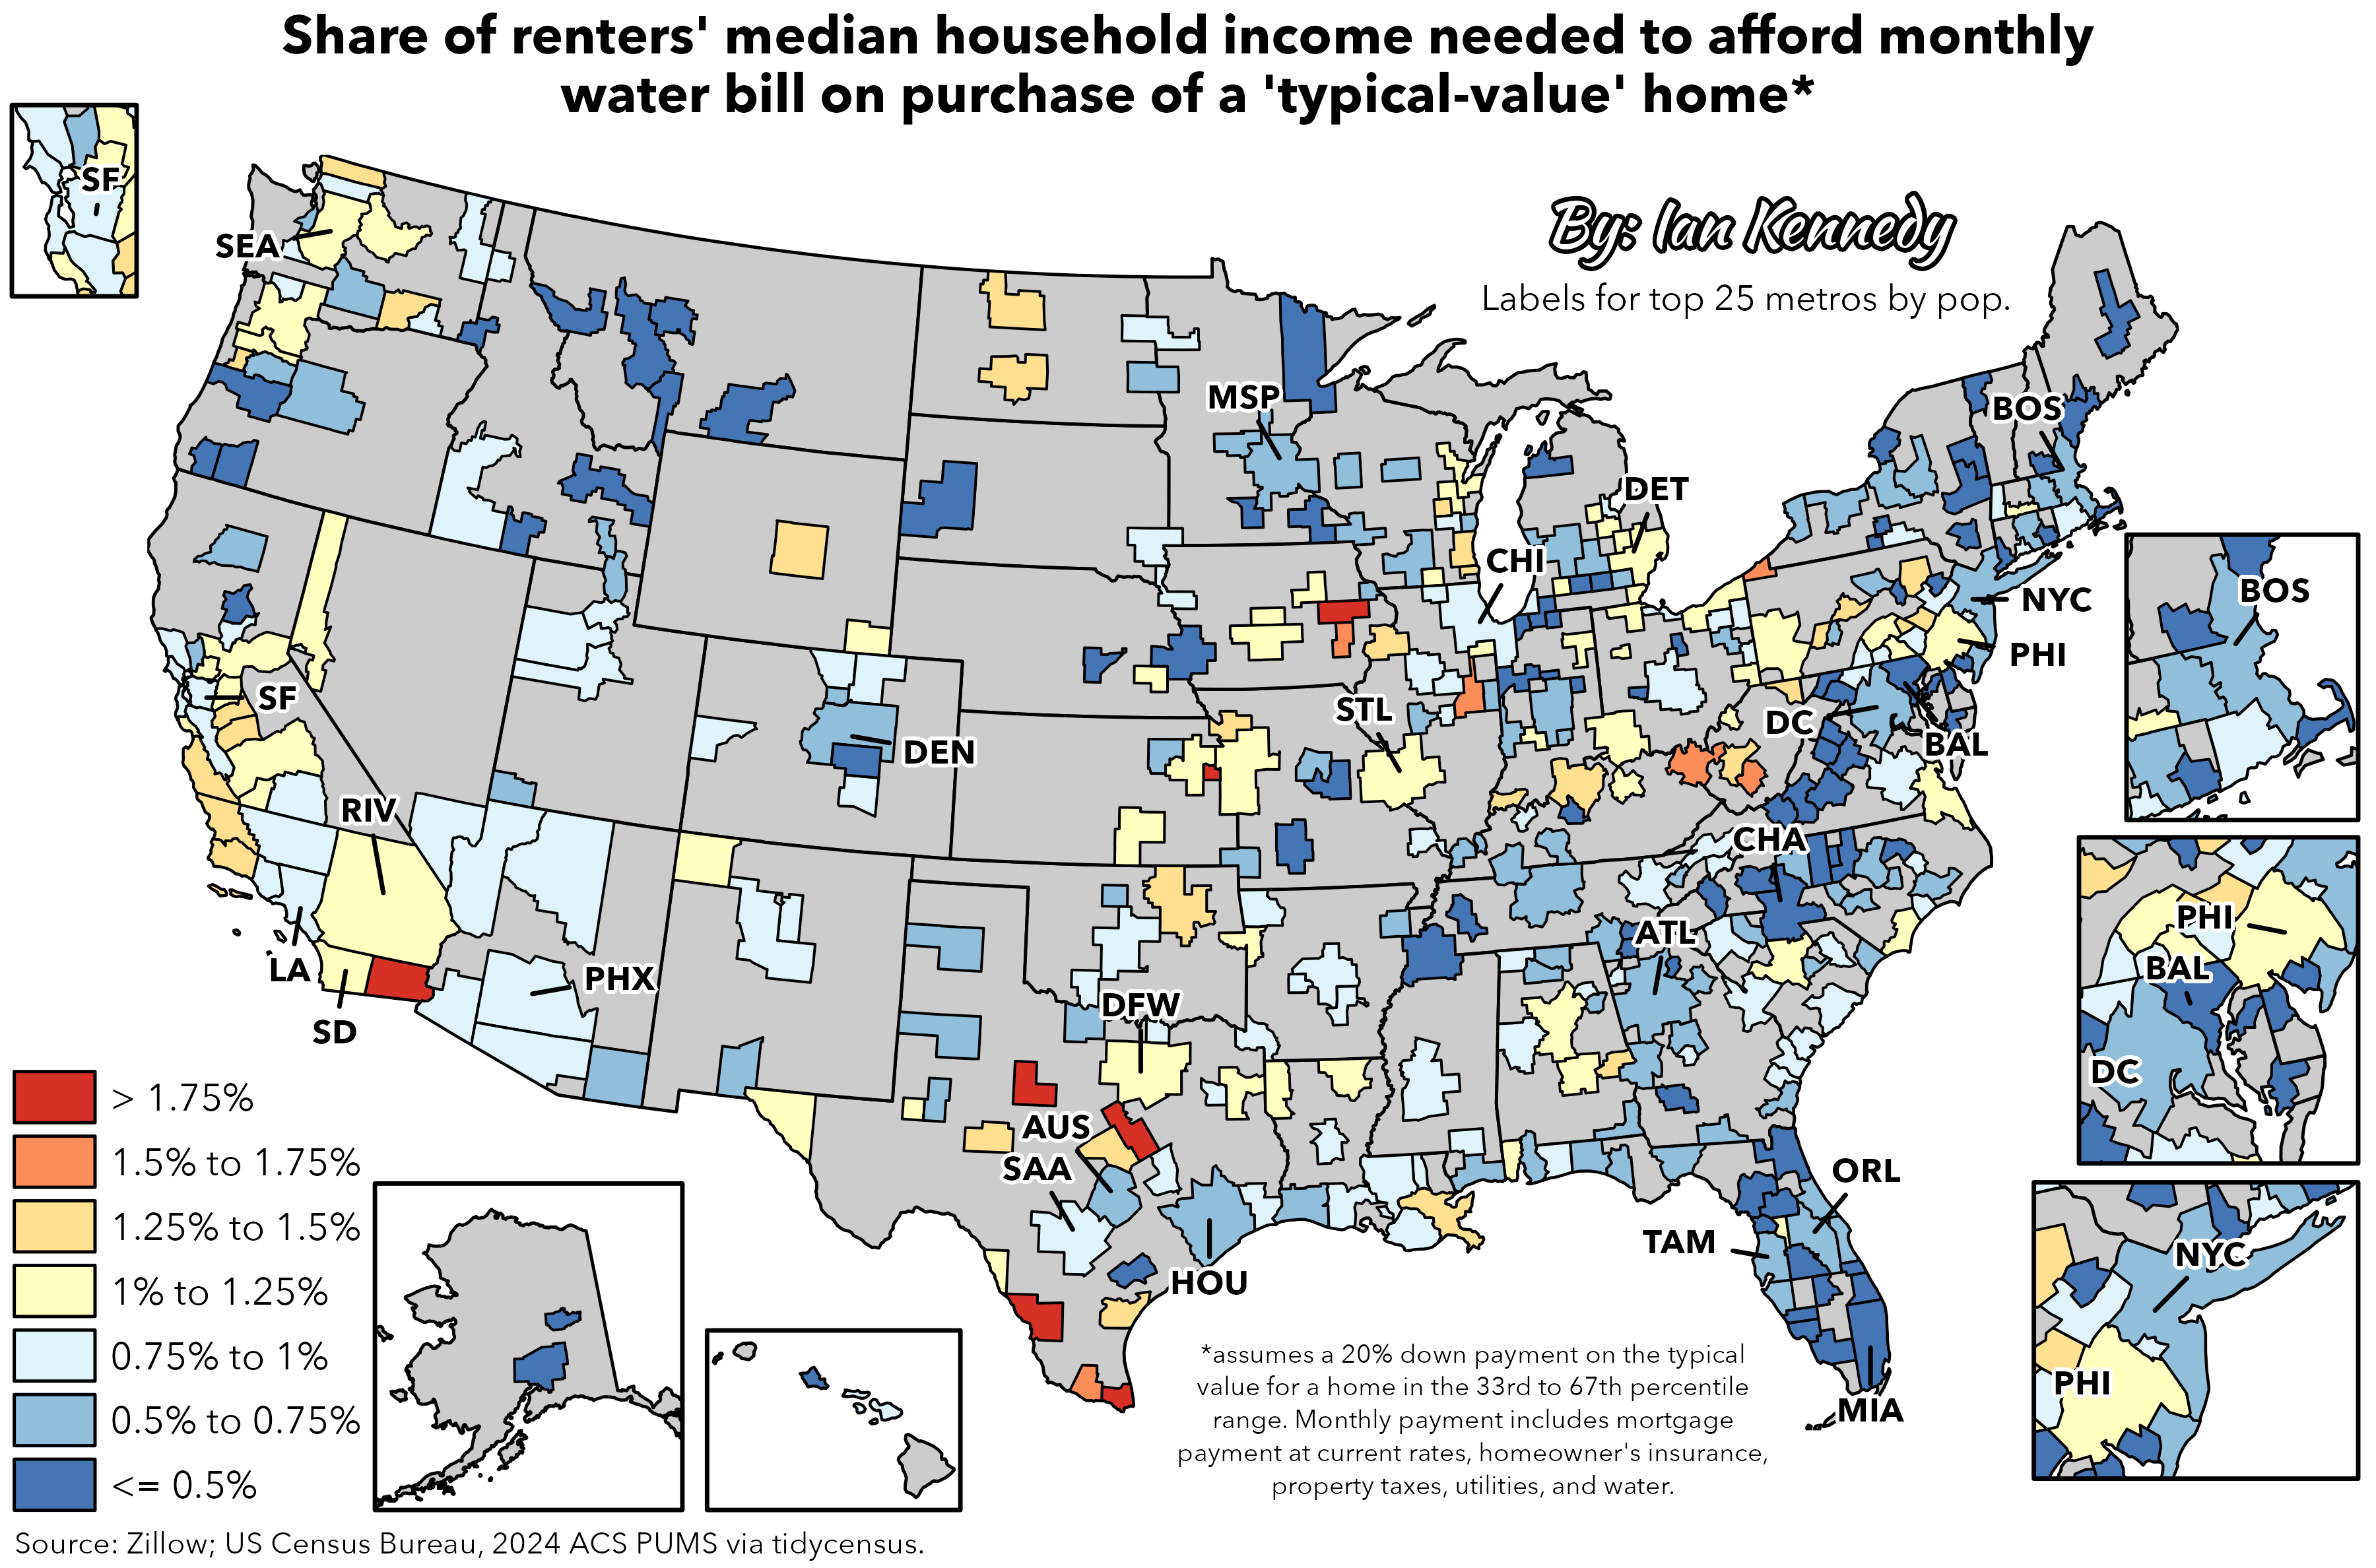 Share of renters' median household income needed to afford monthly
water bill on purchase of a 'typical-value' home*
By: Ian Kennedy
Labels for top 25 metros by pop.
SF
SEA
MSP
BOS
DET
CHI
BOS
NYC
PHI
SF
STL
DC
DEN
BAL
RIV
CHA
PHI
ATL
BAL
LA
PHX
DFW
SD
DC
AUS
SAA
ORL
TAM
NYC
HOU
PHI
MIA
> 1.75%
1.5% to 1.75%
1.25% to 1.5%
1% to 1.25%
0.75% to 1%
0.5% to 0.75%
<= 0.5%
*assumes a 20% down payment on the typical
value for a home in the 33rd to 67th percentile
range. Monthly payment includes mortgage
payment at current rates, homeowner's insurance,
property taxes, utilities, and water.
Source: Zillow; US Census Bureau, 2024 ACS PUMS via tidycensus.